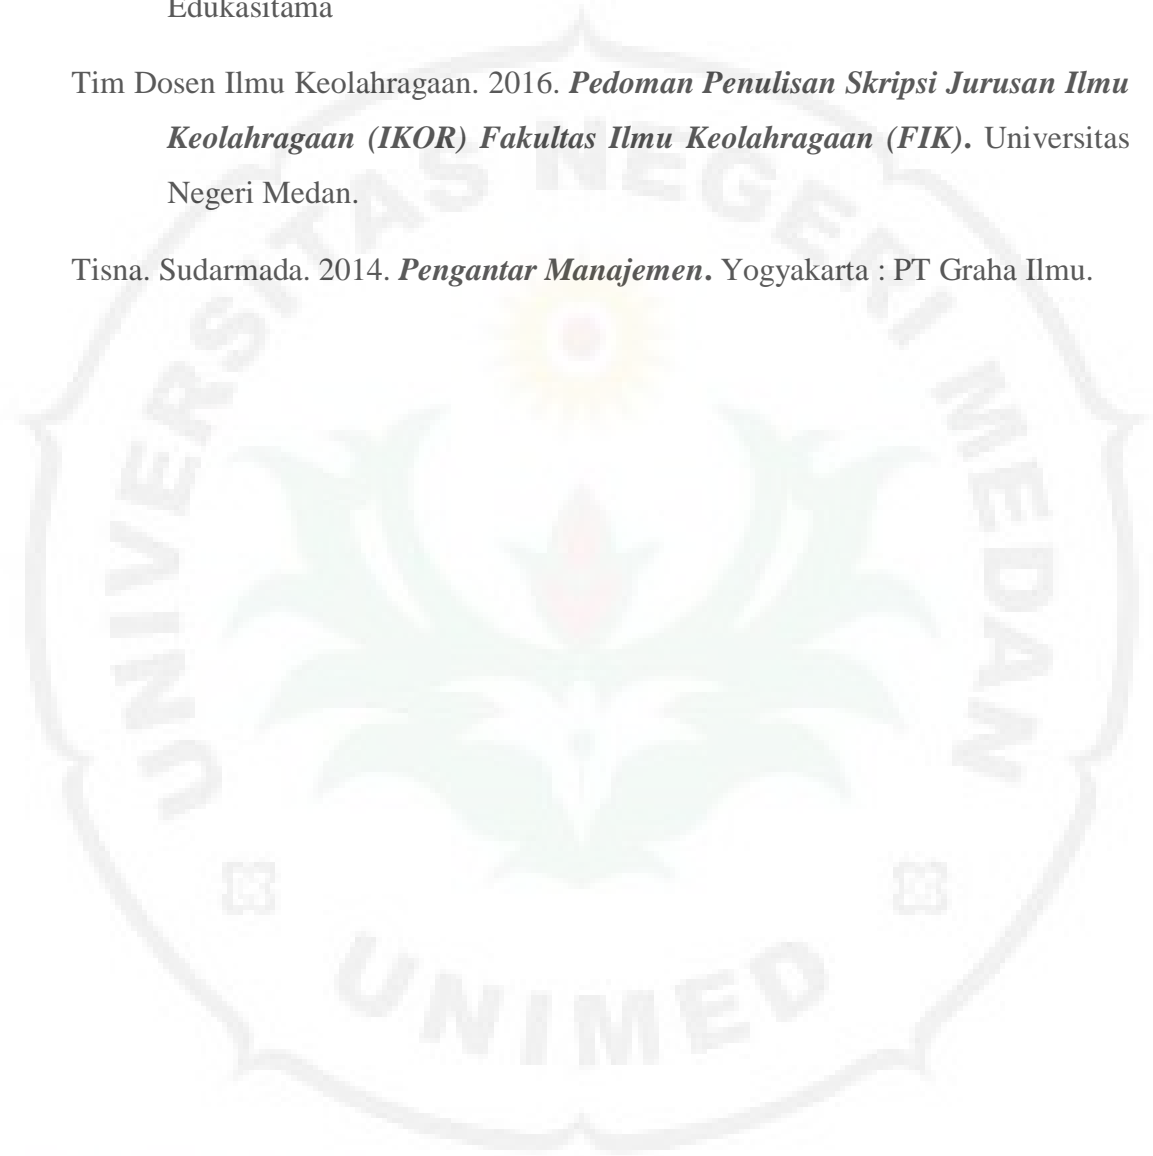 Edukasitama
Tim Dosen Ilmu Keolahragaan. 2016. Pedoman Penulisan Skripsi Jurusan Ilmu
Keolahragaan (IKOR) Fakultas Ilmu Keolahragaan (FIK). Universitas
Negeri Medan.
Tisna. Sudarmada. 2014. Pengantar Manajemen. Yogyakarta : PT Graha Ilmu.
UNIVERSITAS NEGERI MEDAN
UNIMED